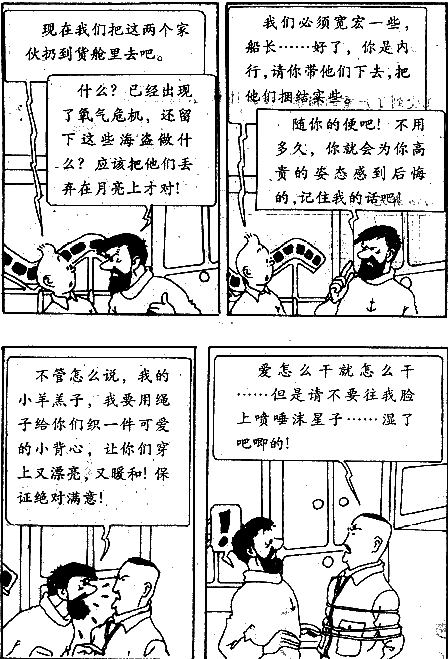 现在我们把这两个家
伙扔到货舱里去吧。
什么？已经出现
了氧气危机，还留
下这些海盗做什
么？应该把他们丢
弃在月亮上才对！
我们必须宽宏一些，
船长……好了，你是内
行，请你带他们下去，把
他们捆结实些。
随你的便吧！不用
多久，你就会为你高
贵的姿态感到后悔
的，记住我的话吧！
不管怎么说，我的
小羊羔子，我要用绳
子给你们织一件可爱
的小背心，让你们穿
上又漂亮，又暖和！保
证绝对满意！
爱怎么干就怎么干
……但是请不要往我脸
上喷唾沫星子……湿了
吧唧的！
！